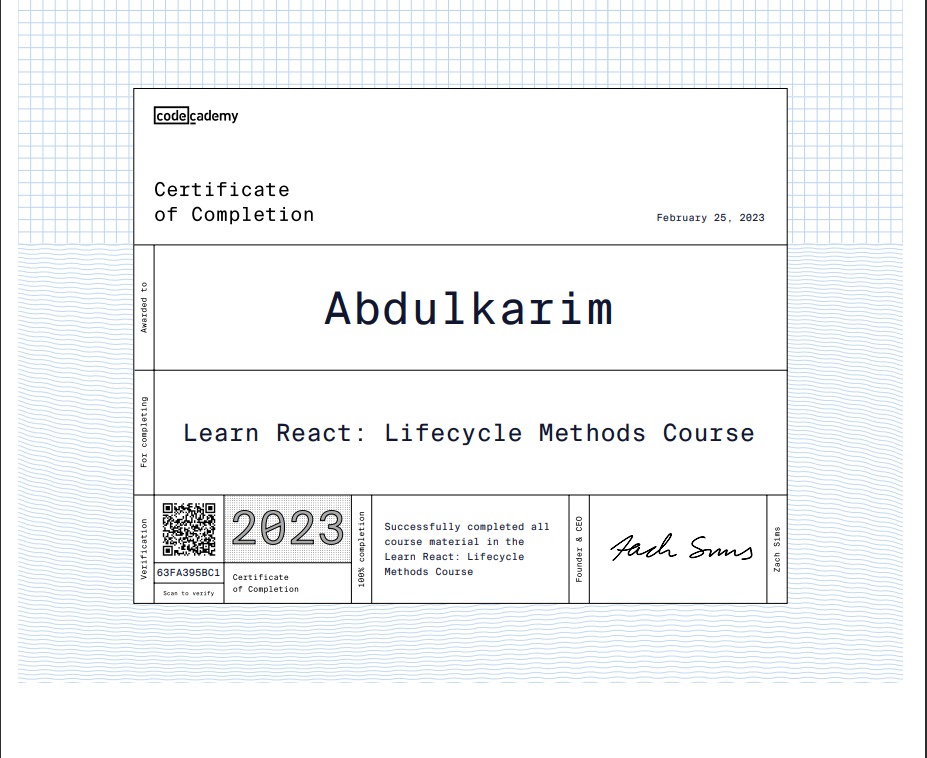 codecademy
Certificate
of Completion
February 25, 2023
Awarded to
Abdulkarim
For completing
Learn React: Lifecycle Methods Course
Verification
63FA395BC1
Scan to verify
2023
Certificate
of Completion
100% completion
Successfully completed all
course material in the
Learn React: Lifecycle
Methods Course
Founder & CEO
Zach Sims
Zach Sims